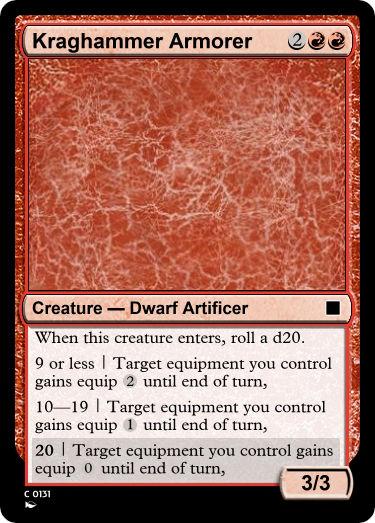 Kraghammer Armorer 2
Creature — Dwarf Artificer
When this creature enters, roll a d20.
9 or less | Target equipment you control
gains equip 2 until end of turn,
10—19 | Target equipment you control
gains equip 1 until end of turn,
20 | Target equipment you control gains
equip 0 until end of turn,
3/3
C 0131